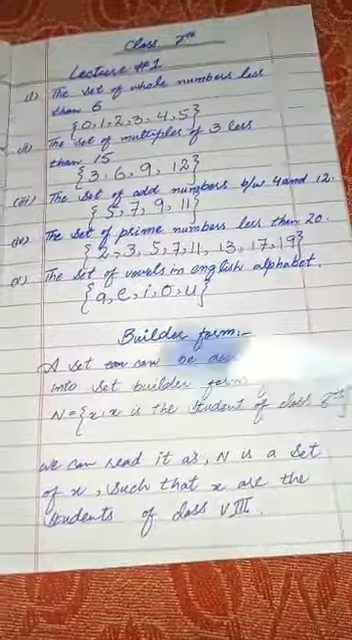 Class 7th
Lecture #1
(i) The set of whole numbers less
than 6
{0,1,2,3,4,5}
(ii) The set of multiples of 3 less
than 15
{3,6,9,12}
(iii) The set of odd numbers b/w 4 and 12.
{5,7,9,11}
(iv) The set of prime numbers less than 20.
{2,3,5,7,11,13,17,19}
(v) The set of vowels in english alphabet.
{a,e,i,o,u}
Builder form:-
A set can be
into set builder form
N={x:x is the student of class 8th}
We can read it as, N is a set
of x, such that x are the
students of class VIII.